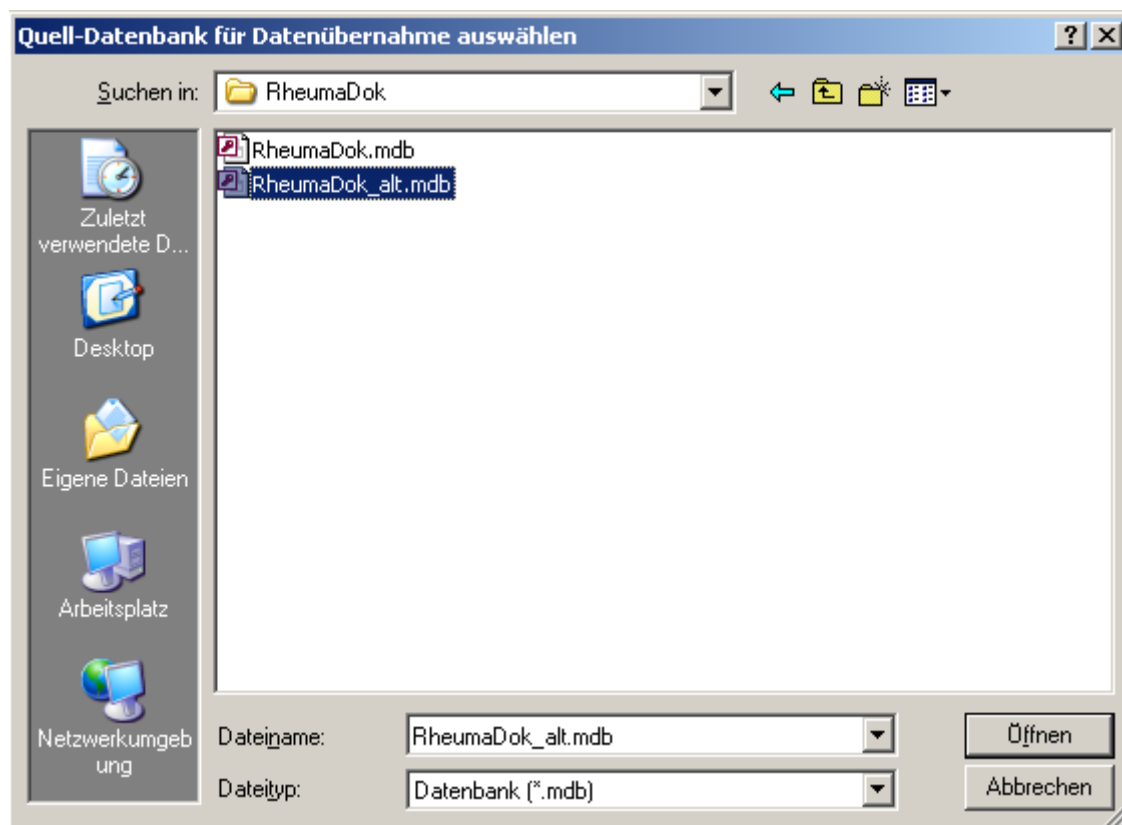 Quell-Datenbank für Datenübernahme auswählen
Suchen in:
RheumaDok
RheumaDok.mdb
RheumaDok_alt.mdb
Zuletzt
verwendete D...
Desktop
Eigene Dateien
Arbeitsplatz
Netzwerkumgeb
ung
Dateiname:
RheumaDok_alt.mdb
Öffnen
Dateityp:
Datenbank (*.mdb)
Abbrechen